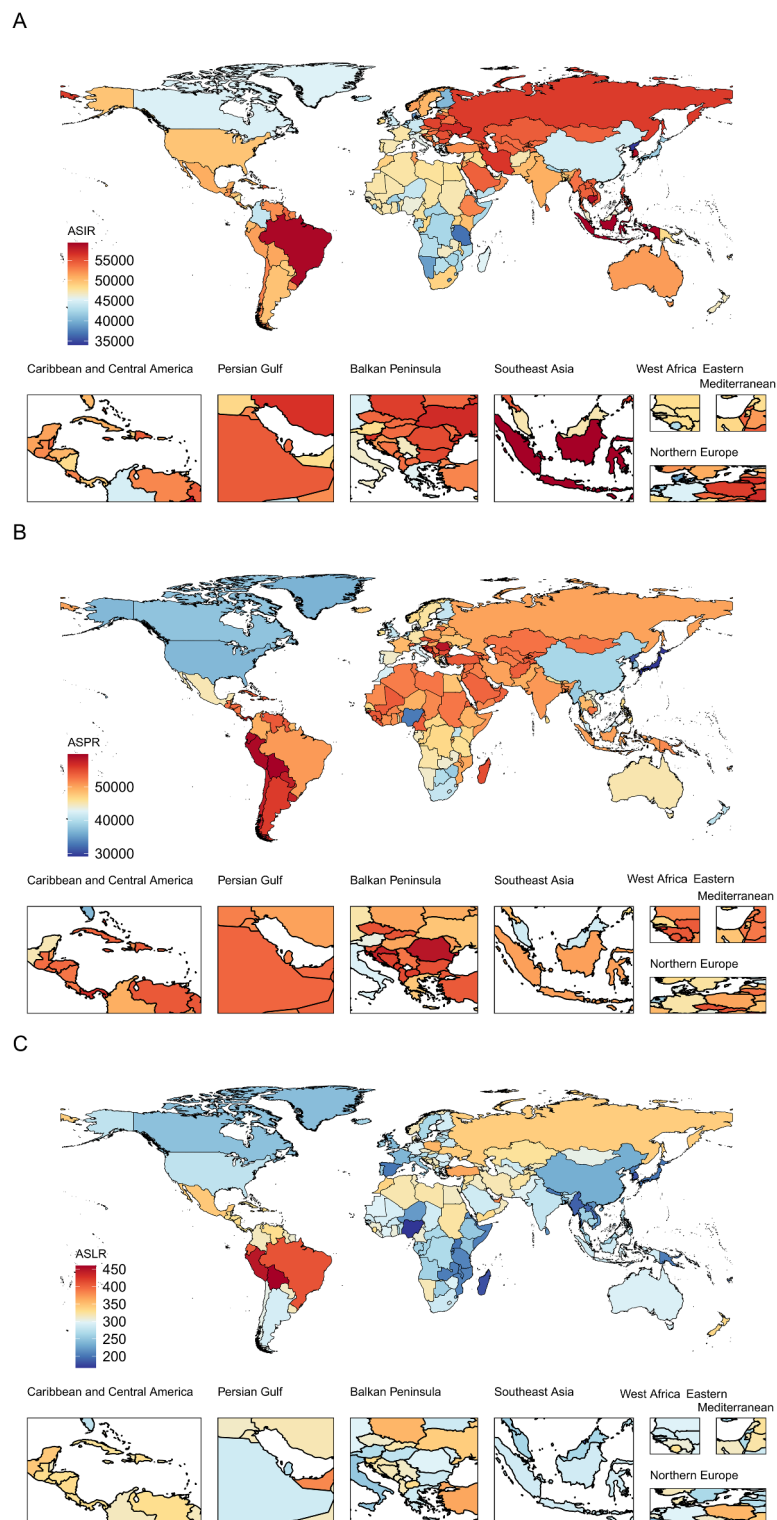 A
ASIR
55000
50000
45000
40000
35000
Caribbean and Central America
Persian Gulf
Balkan Peninsula
Southeast Asia
West Africa
Eastern
Mediterranean
Northern Europe
B
ASPR
50000
40000
30000
Caribbean and Central America
Persian Gulf
Balkan Peninsula
Southeast Asia
West Africa
Eastern
Mediterranean
Northern Europe
C
ASLR
450
400
350
300
250
200
Caribbean and Central America
Persian Gulf
Balkan Peninsula
Southeast Asia
West Africa
Eastern
Mediterranean
Northern Europe